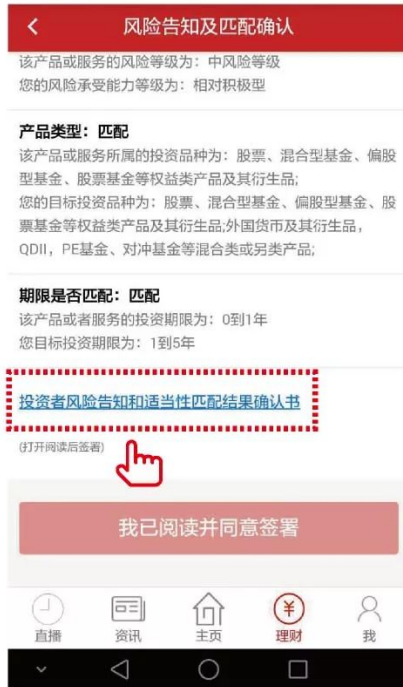 风险告知及匹配确认
该产品或服务的风险等级为：中风险等级
您的风险承受能力等级为：相对积极型
产品类型：匹配
该产品或服务所属的投资品种为：股票、混合型基金、偏股
型基金、股票基金等权益类产品及其衍生品;
您的目标投资品种为：股票、混合型基金、偏股型基金、股
票基金等权益类产品及其衍生品;外国货币及其衍生品，
QDII，PE基金、对冲基金等混合类或另类产品;
期限是否匹配：匹配
该产品或者服务的投资期限为：0到1年
您目标投资期限为：1到5年
投资者风险告知和适当性匹配结果确认书
(打开阅读后签署)
我已阅读并同意签署
直播 资讯 主页 理财 我